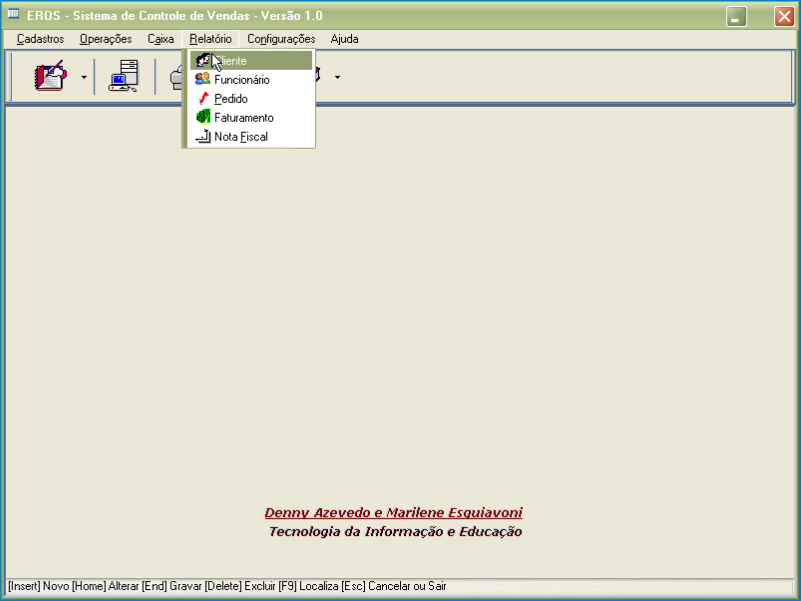 EROS - Sistema de Controle de Vendas - Versão 1.0
Cadastros Operações Caixa Relatório Configurações Ajuda
Funcionário
Pedido
Faturamento
Nota Fiscal
Denny Azevedo e Marilene Esquiavoni
Tecnologia da Informação e Educação
[Insert] Novo [Home] Alterar [End] Gravar [Delete] Excluir [F9] Localiza [Esc] Cancelar ou Sair